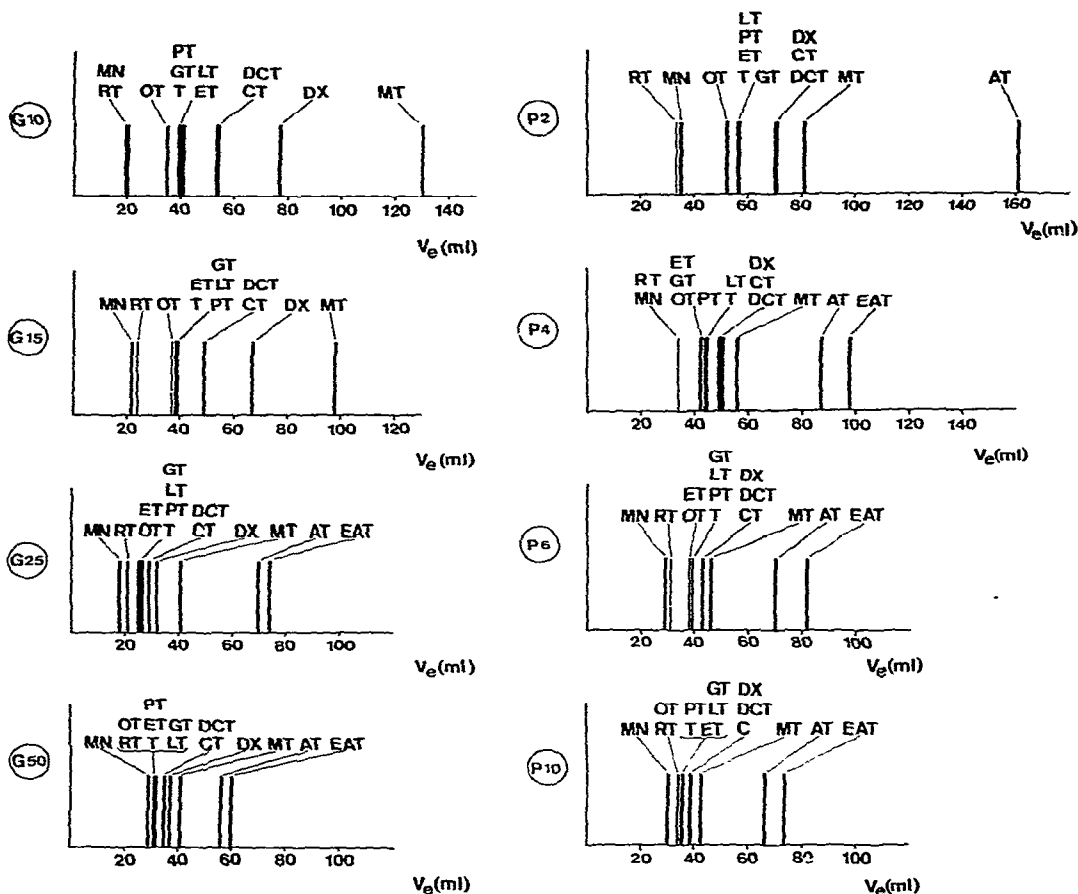 PT
MN GT LT DCT
RT OT T ET CT DX MT
G10
20 40 60 80 100 120 140
Ve(ml)
LT
PT DX
ET CT
RT MN OT T GT DCT MT AT
P2
20 40 60 80 100 120 140 160
Ve(ml)
GT
ET LT DCT
MN RT OT T PT CT DX MT
G15
20 40 60 80 100 120
Ve(ml)
ET DX
RT GT LT CT
MN OT PT T DCT MT AT EAT
P4
20 40 60 80 100 120 140
Ve(ml)
GT
LT
ET PT DCT
MN RT OT T CT DX MT AT EAT
G25
20 40 60 80 100
Ve(ml)
GT
LT DX
ET PT DCT
MN RT OT T CT MT AT EAT
P6
20 40 60 80 100
Ve(ml)
PT
OT ET GT DCT
MN RT T LT CT DX MT AT EAT
G50
20 40 60 80 100
Ve(ml)
GT DX
OT PT LT DCT
MN RT T ET C MT AT EAT
P10
20 40 60 80 100
Ve(ml)